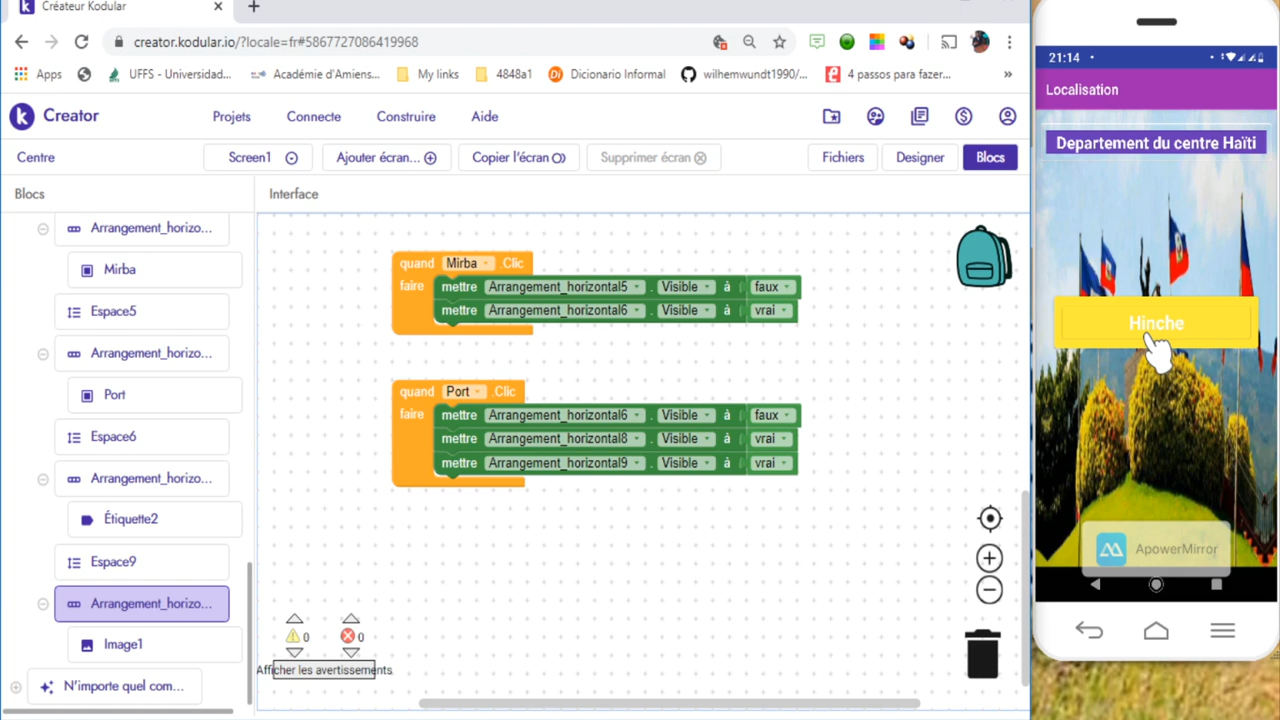 Créateur Kodular
creator.kodular.io/?locale=fr#5867727086419968
Apps
UFFS - Universidad...
Académie d'Amiens...
My links
4848a1
Dicionario Informal
wilhemwundt1990/...
4 passos para fazer...
»
Creator
Projets
Connecte
Construire
Aide
Centre
Screen1
Ajouter écran...
Copier l'écran
Supprimer écran
Fichiers
Designer
Blocs
Blocs
Interface
Arrangement_horizo...
Mirba
Espace5
Arrangement_horizo...
Port
Espace6
Arrangement_horizo...
Étiquette2
Espace9
Arrangement_horizo...
Image1
N'importe quel com...
quand Mirba .Clic
faire mettre Arrangement_horizontal5 . Visible à faux
mettre Arrangement_horizontal6 . Visible à vrai
quand Port .Clic
faire mettre Arrangement_horizontal6 . Visible à faux
mettre Arrangement_horizontal8 . Visible à vrai
mettre Arrangement_horizontal9 . Visible à vrai
0 0
Afficher les avertissements
21:14
Localisation
Departement du centre Haïti
Hinche
ApowerMirror